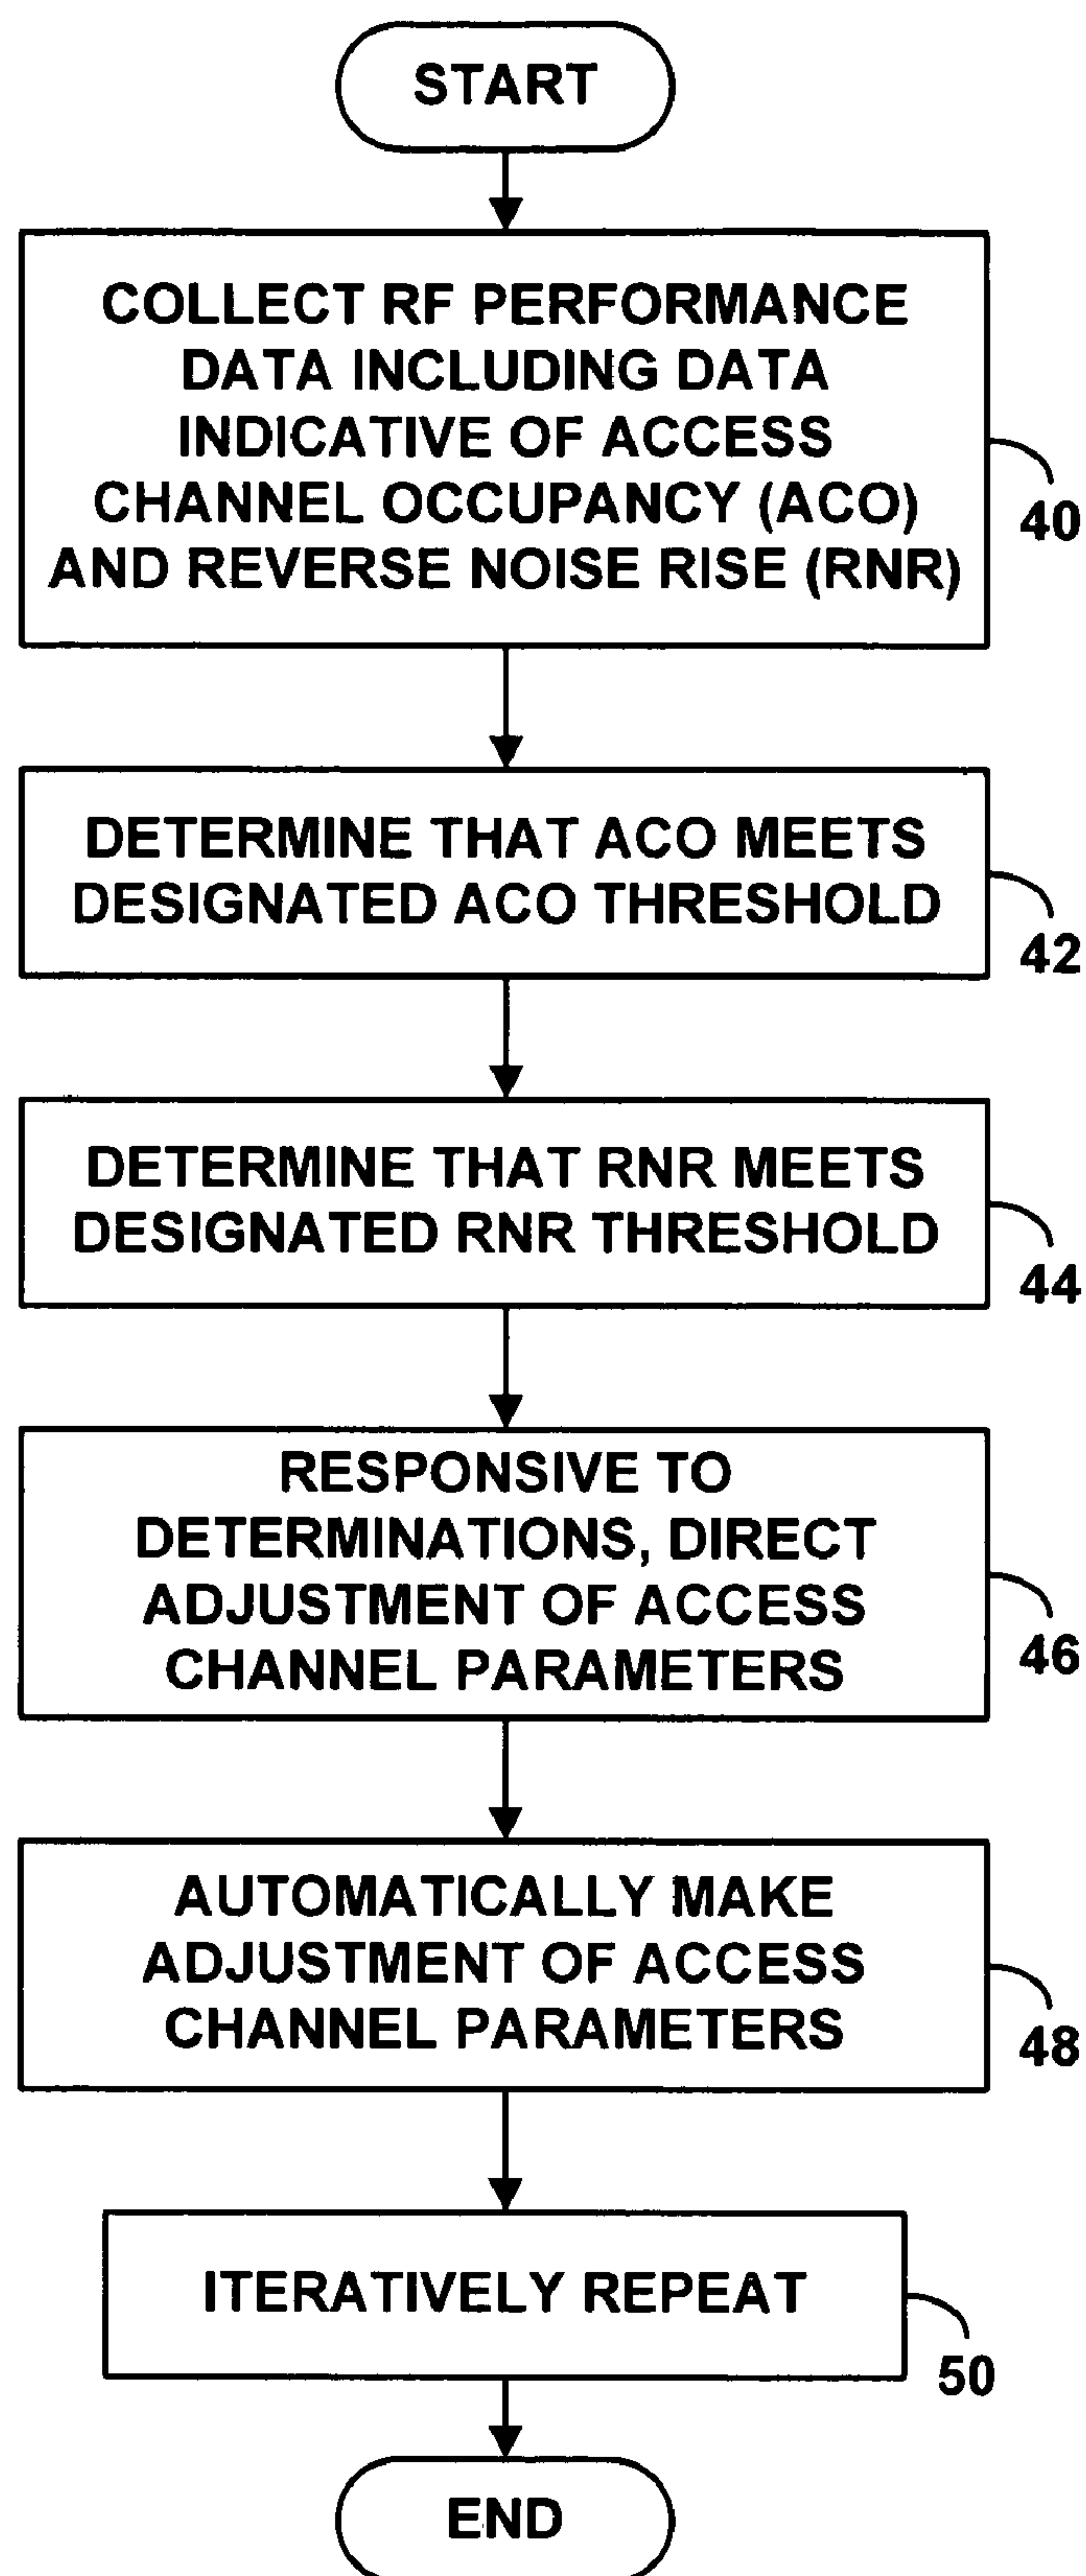 START
COLLECT RF PERFORMANCE
DATA INCLUDING DATA
INDICATIVE OF ACCESS
CHANNEL OCCUPANCY (ACO)
AND REVERSE NOISE RISE (RNR)
40
DETERMINE THAT ACO MEETS
DESIGNATED ACO THRESHOLD
42
DETERMINE THAT RNR MEETS
DESIGNATED RNR THRESHOLD
44
RESPONSIVE TO
DETERMINATIONS, DIRECT
ADJUSTMENT OF ACCESS
CHANNEL PARAMETERS
46
AUTOMATICALLY MAKE
ADJUSTMENT OF ACCESS
CHANNEL PARAMETERS
48
ITERATIVELY REPEAT
50
END